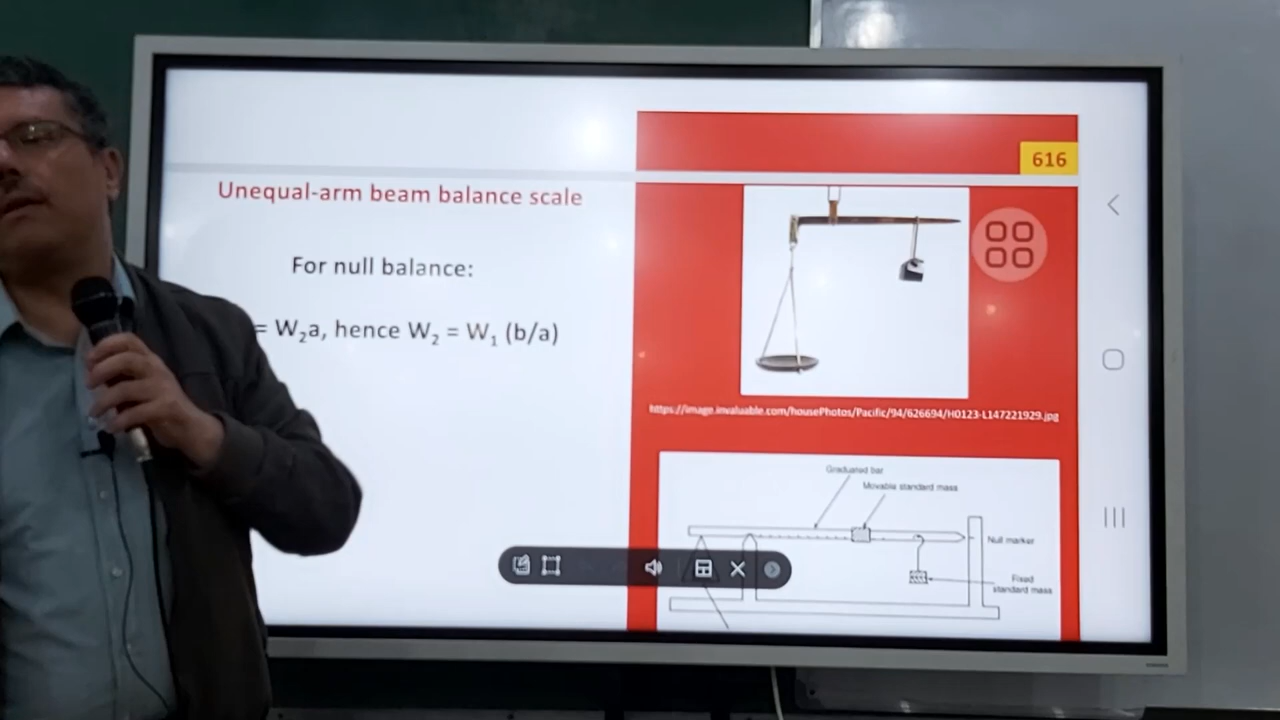 616
Unequal-arm beam balance scale
For null balance:
= W₂a, hence W₂ = W₁ (b/a)
https://image.invaluable.com/housePhotos/Pacific/94/626694/H0123-L147221929.jpg
Graduated bar
Movable standard mass
Null marker
Fixed
standard mass